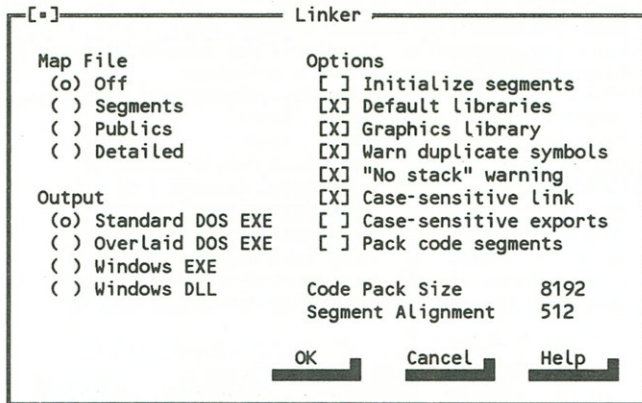 [▪] Linker
Map File
(o) Off
( ) Segments
( ) Publics
( ) Detailed
Output
(o) Standard DOS EXE
( ) Overlaid DOS EXE
( ) Windows EXE
( ) Windows DLL
Options
[ ] Initialize segments
[X] Default libraries
[X] Graphics library
[X] Warn duplicate symbols
[X] "No stack" warning
[X] Case-sensitive link
[ ] Case-sensitive exports
[ ] Pack code segments
Code Pack Size 8192
Segment Alignment 512
OK Cancel Help